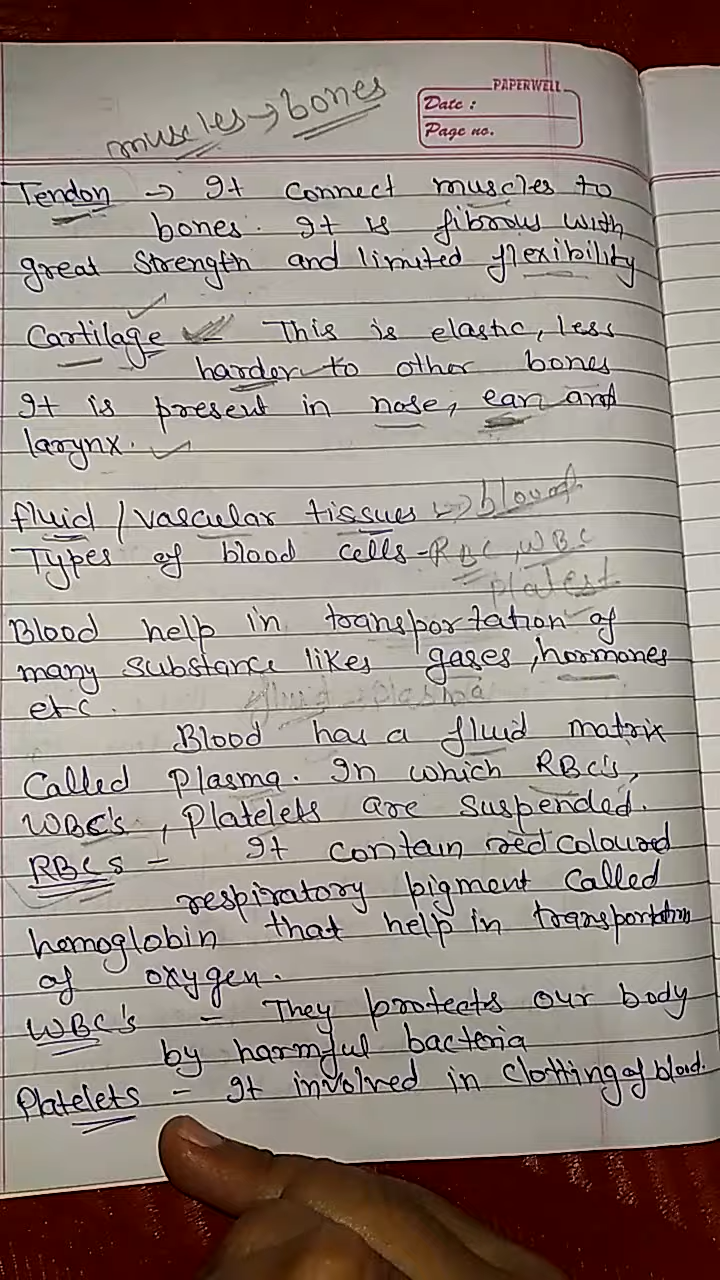 PAPERWELL
Date :
Page no.
muscles → bones
Tendon → It connect muscles to
bones. It is fibrous with
great strength and limited flexibility
Cartilage - This is elastic, less
harder to other bones
It is present in nose, ear and
larynx.
fluid / vascular tissues → blood
Types of blood cells - RBC, WBC
platest
Blood help in transportation of
many substance likes gases, hormones
etc.
fluid → plasma
Blood has a fluid matrix
Called Plasma. In which RBC's,
WBC's, Platelets are suspended.
RBCs - It contain red coloured
respiratory pigment called
hemoglobin that help in transportation
of oxygen.
WBC's - They protects our body
by harmful bacteria
Platelets - It involved in clotting of blood.